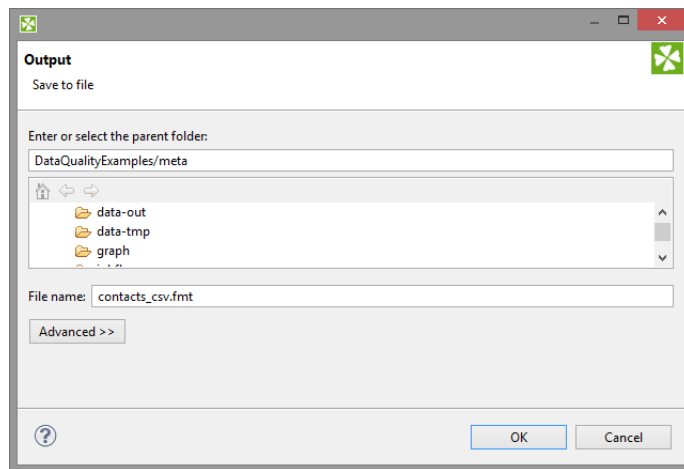 Output
Save to file
Enter or select the parent folder:
DataQualityExamples/meta
data-out
data-tmp
graph
File name: contacts_csv.fmt
Advanced >>
OK Cancel